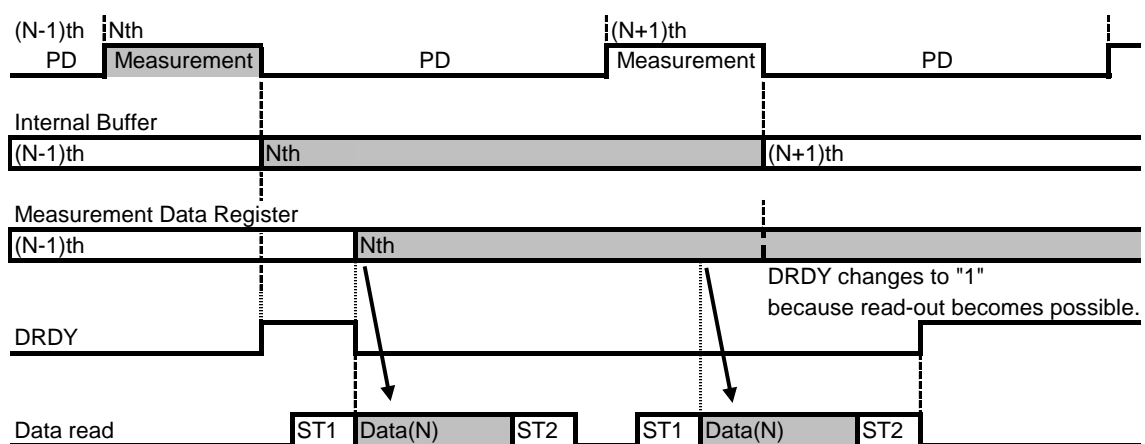 (N-1)th Nth (N+1)th
PD Measurement PD Measurement PD
Internal Buffer
(N-1)th Nth (N+1)th
Measurement Data Register
(N-1)th Nth
DRDY changes to "1"
because read-out becomes possible.
DRDY
Data read ST1 Data(N) ST2 ST1 Data(N) ST2